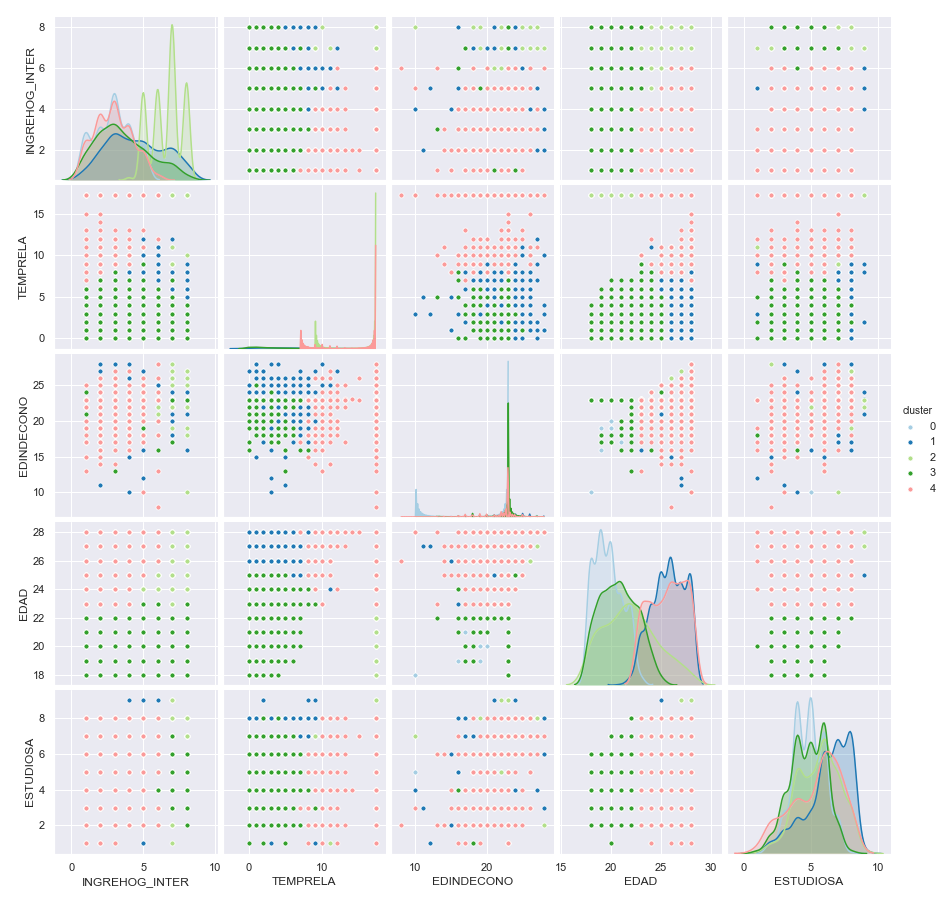 INGREHOG_INTER
8
6
4
2
TEMPRELA
15
10
5
0
EDINDECONO
25
20
15
10
EDAD
28
26
24
22
20
18
ESTUDIOSA
8
6
4
2
0 5 10
INGREHOG_INTER
0 10
TEMPRELA
10 20
EDINDECONO
15 20 25 30
EDAD
0 5 10
ESTUDIOSA
cluster
0
1
2
3
4